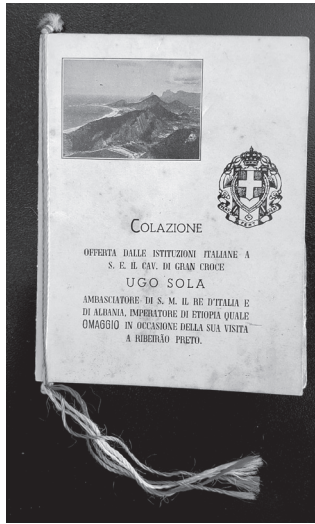 FERT
COLAZIONE
OFFERTA DALLE ISTITUZIONI ITALIANE A
S. E. IL CAV. DI GRAN CROCE
UGO SOLA
AMBASCIATORE DI S. M. IL RE D'ITALIA E
DI ALBANIA, IMPERATORE DI ETIOPIA QUALE
OMAGGIO IN OCCASIONE DELLA SUA VISITA
A RIBEIRÃO PRETO.